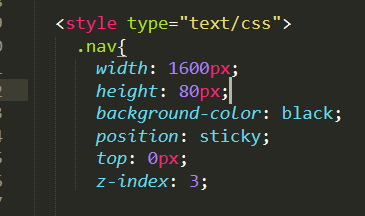 <style type="text/css">
.nav{
width: 1600px;
height: 80px;
background-color: black;
position: sticky;
top: 0px;
z-index: 3;